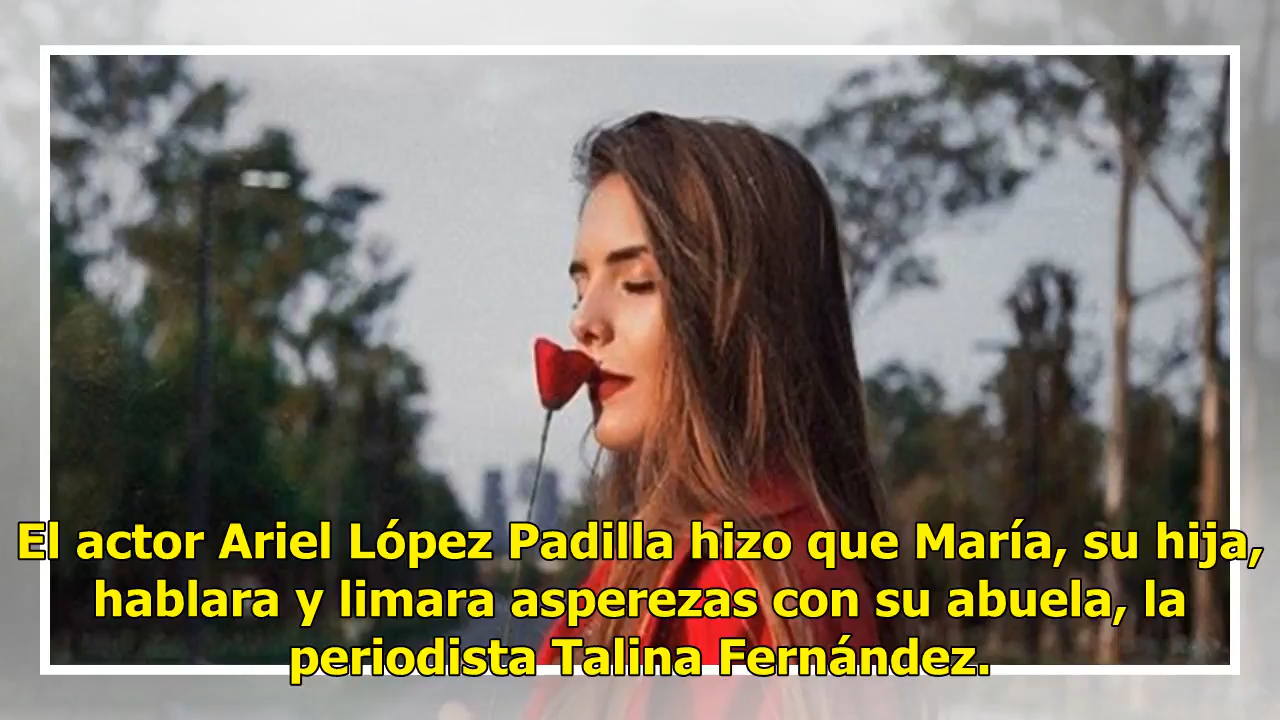 El actor Ariel López Padilla hizo que María, su hija,
hablara y limara asperezas con su abuela, la
periodista Talina Fernández.